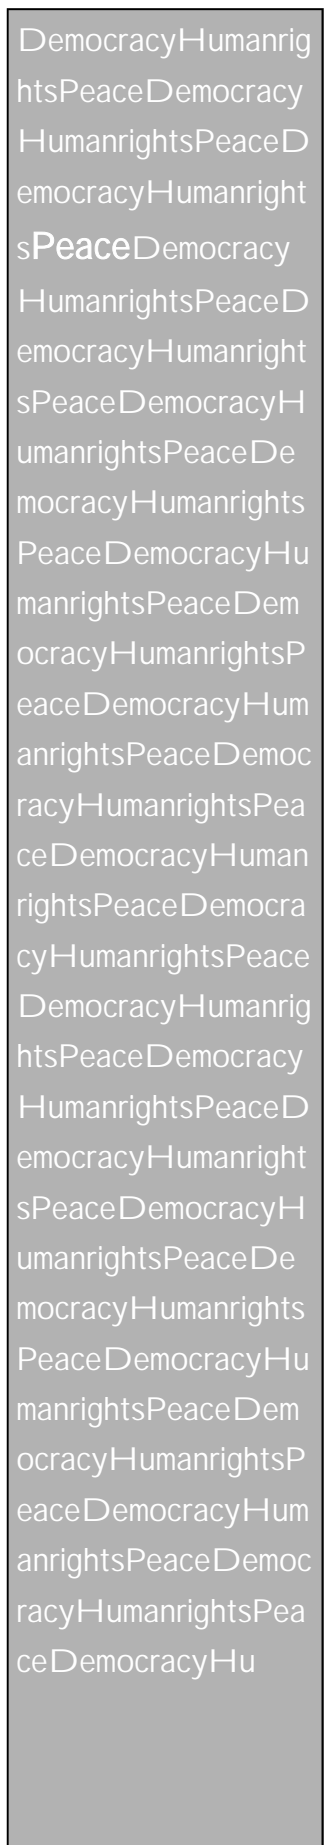 DemocracyHumanrig
htsPeaceDemocracy
HumanrightsPeaceD
emocracyHumanright
sPeaceDemocracy
HumanrightsPeaceD
emocracyHumanright
sPeaceDemocracyH
umanrightsPeaceDe
mocracyHumanrights
PeaceDemocracyHu
manrightsPeaceDem
ocracyHumanrightsP
eaceDemocracyHum
anrightsPeaceDemoc
racyHumanrightsPea
ceDemocracyHuman
rightsPeaceDemocra
cyHumanrightsPeace
DemocracyHumanrig
htsPeaceDemocracy
HumanrightsPeaceD
emocracyHumanright
sPeaceDemocracyH
umanrightsPeaceDe
mocracyHumanrights
PeaceDemocracyHu
manrightsPeaceDem
ocracyHumanrightsP
eaceDemocracyHum
anrightsPeaceDemoc
racyHumanrightsPea
ceDemocracyHu